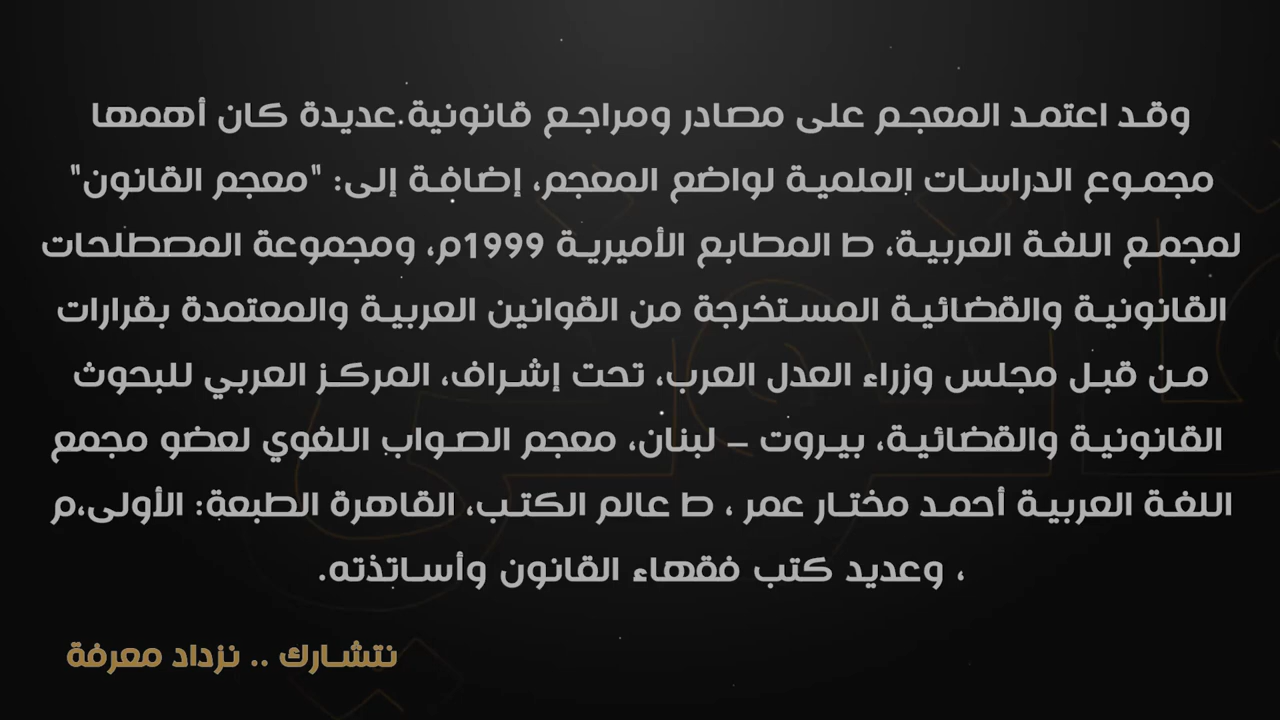 وقد اعتمد المعجم على مصادر ومراجع قانونية.عديدة كان أهمها
مجموع الدراسات العلمية لواضع المعجم، إضافة إلى: "معجم القانون"
لمجمع اللغة العربية، ط المطابع الأميرية 1999م، ومجموعة المصطلحات
القانونية والقضائية المستخرجة من القوانين العربية والمعتمدة بقرارات
من قبل مجلس وزراء العدل العرب، تحت إشراف، المركز العربي للبحوث
القانونية والقضائية، بيروت – لبنان، معجم الصواب اللغوي لعضو مجمع
اللغة العربية أحمد مختار عمر ، ط عالم الكتب، القاهرة الطبعة: الأولى،م
، وعديد كتب فقهاء القانون وأساتذته.
نتشارك .. نزداد معرفة